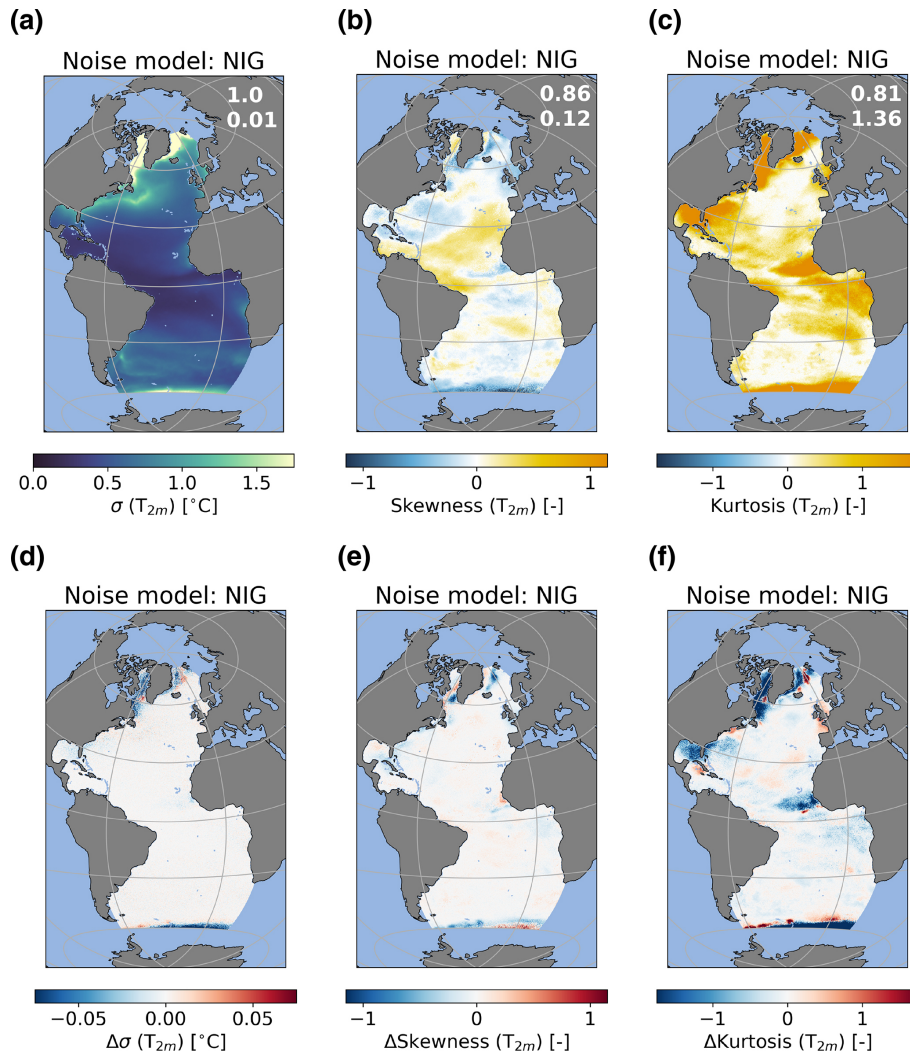 (a) (b) (c)
Noise model: NIG Noise model: NIG Noise model: NIG
1.0 0.86 0.81
0.01 0.12 1.36
0.0 0.5 1.0 1.5 −1 0 1 −1 0 1
σ (T2m) [°C] Skewness (T2m) [-] Kurtosis (T2m) [-]
(d) (e) (f)
Noise model: NIG Noise model: NIG Noise model: NIG
−0.05 0.00 0.05 −1 0 1 −1 0 1
Δσ (T2m) [°C] ΔSkewness (T2m) [-] ΔKurtosis (T2m) [-]